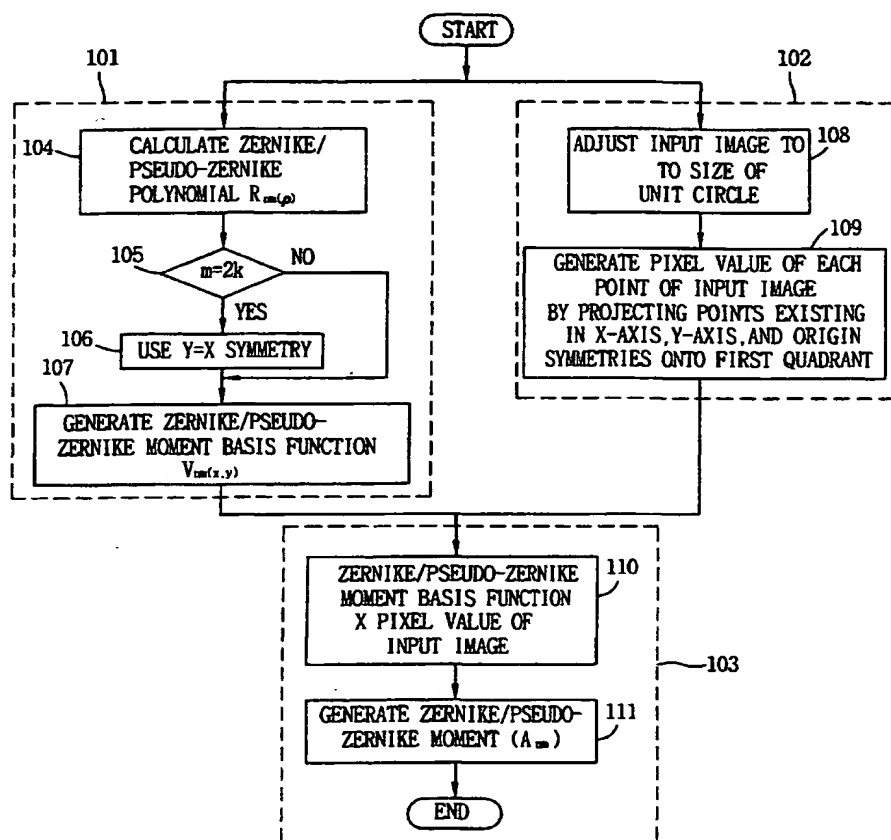 START
101
102
104
CALCULATE ZERNIKE/
PSEUDO-ZERNIKE
POLYNOMIAL Rnm(ρ)
105
m=2k
NO
YES
106
USE Y=X SYMMETRY
107
GENERATE ZERNIKE/PSEUDO-
ZERNIKE MOMENT BASIS FUNCTION
Vnm(x,y)
108
ADJUST INPUT IMAGE TO
TO SIZE OF
UNIT CIRCLE
109
GENERATE PIXEL VALUE OF EACH
POINT OF INPUT IMAGE
BY PROJECTING POINTS EXISTING
IN X-AXIS,Y-AXIS,AND ORIGIN
SYMMETRIES ONTO FIRST QUADRANT
110
ZERNIKE/PSEUDO-ZERNIKE
MOMENT BASIS FUNCTION
X PIXEL VALUE OF
INPUT IMAGE
103
111
GENERATE ZERNIKE/PSEUDO-
ZERNIKE MOMENT (Anm)
END